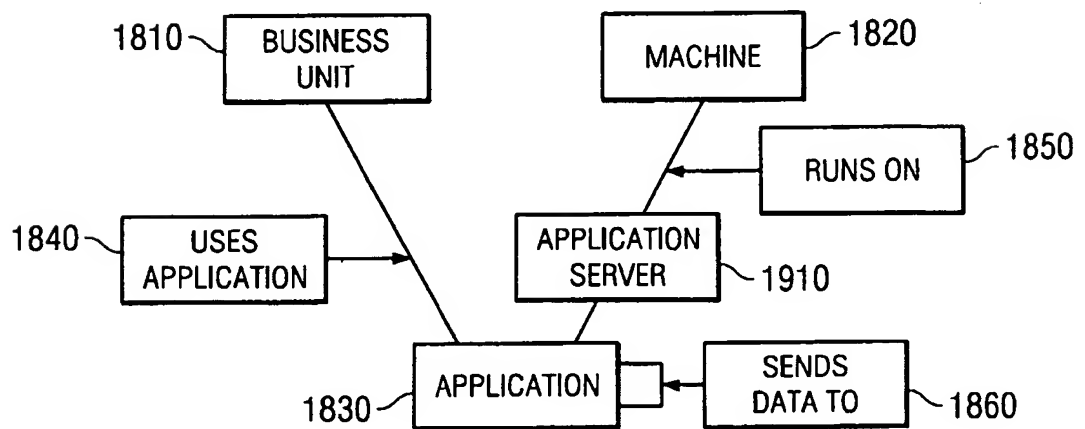 1810
BUSINESS
UNIT
MACHINE
1820
RUNS ON
1850
1840
USES
APPLICATION
APPLICATION
SERVER
1910
1830
APPLICATION
SENDS
DATA TO
1860